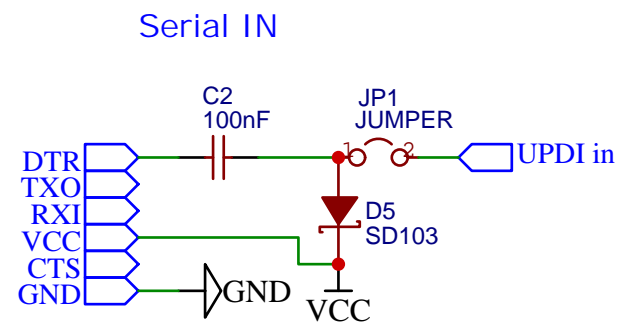 Serial IN
C2
100nF
JP1
JUMPER
1
2
DTR
TXO
RXI
VCC
CTS
GND
UPDI in
D5
SD103
GND
VCC